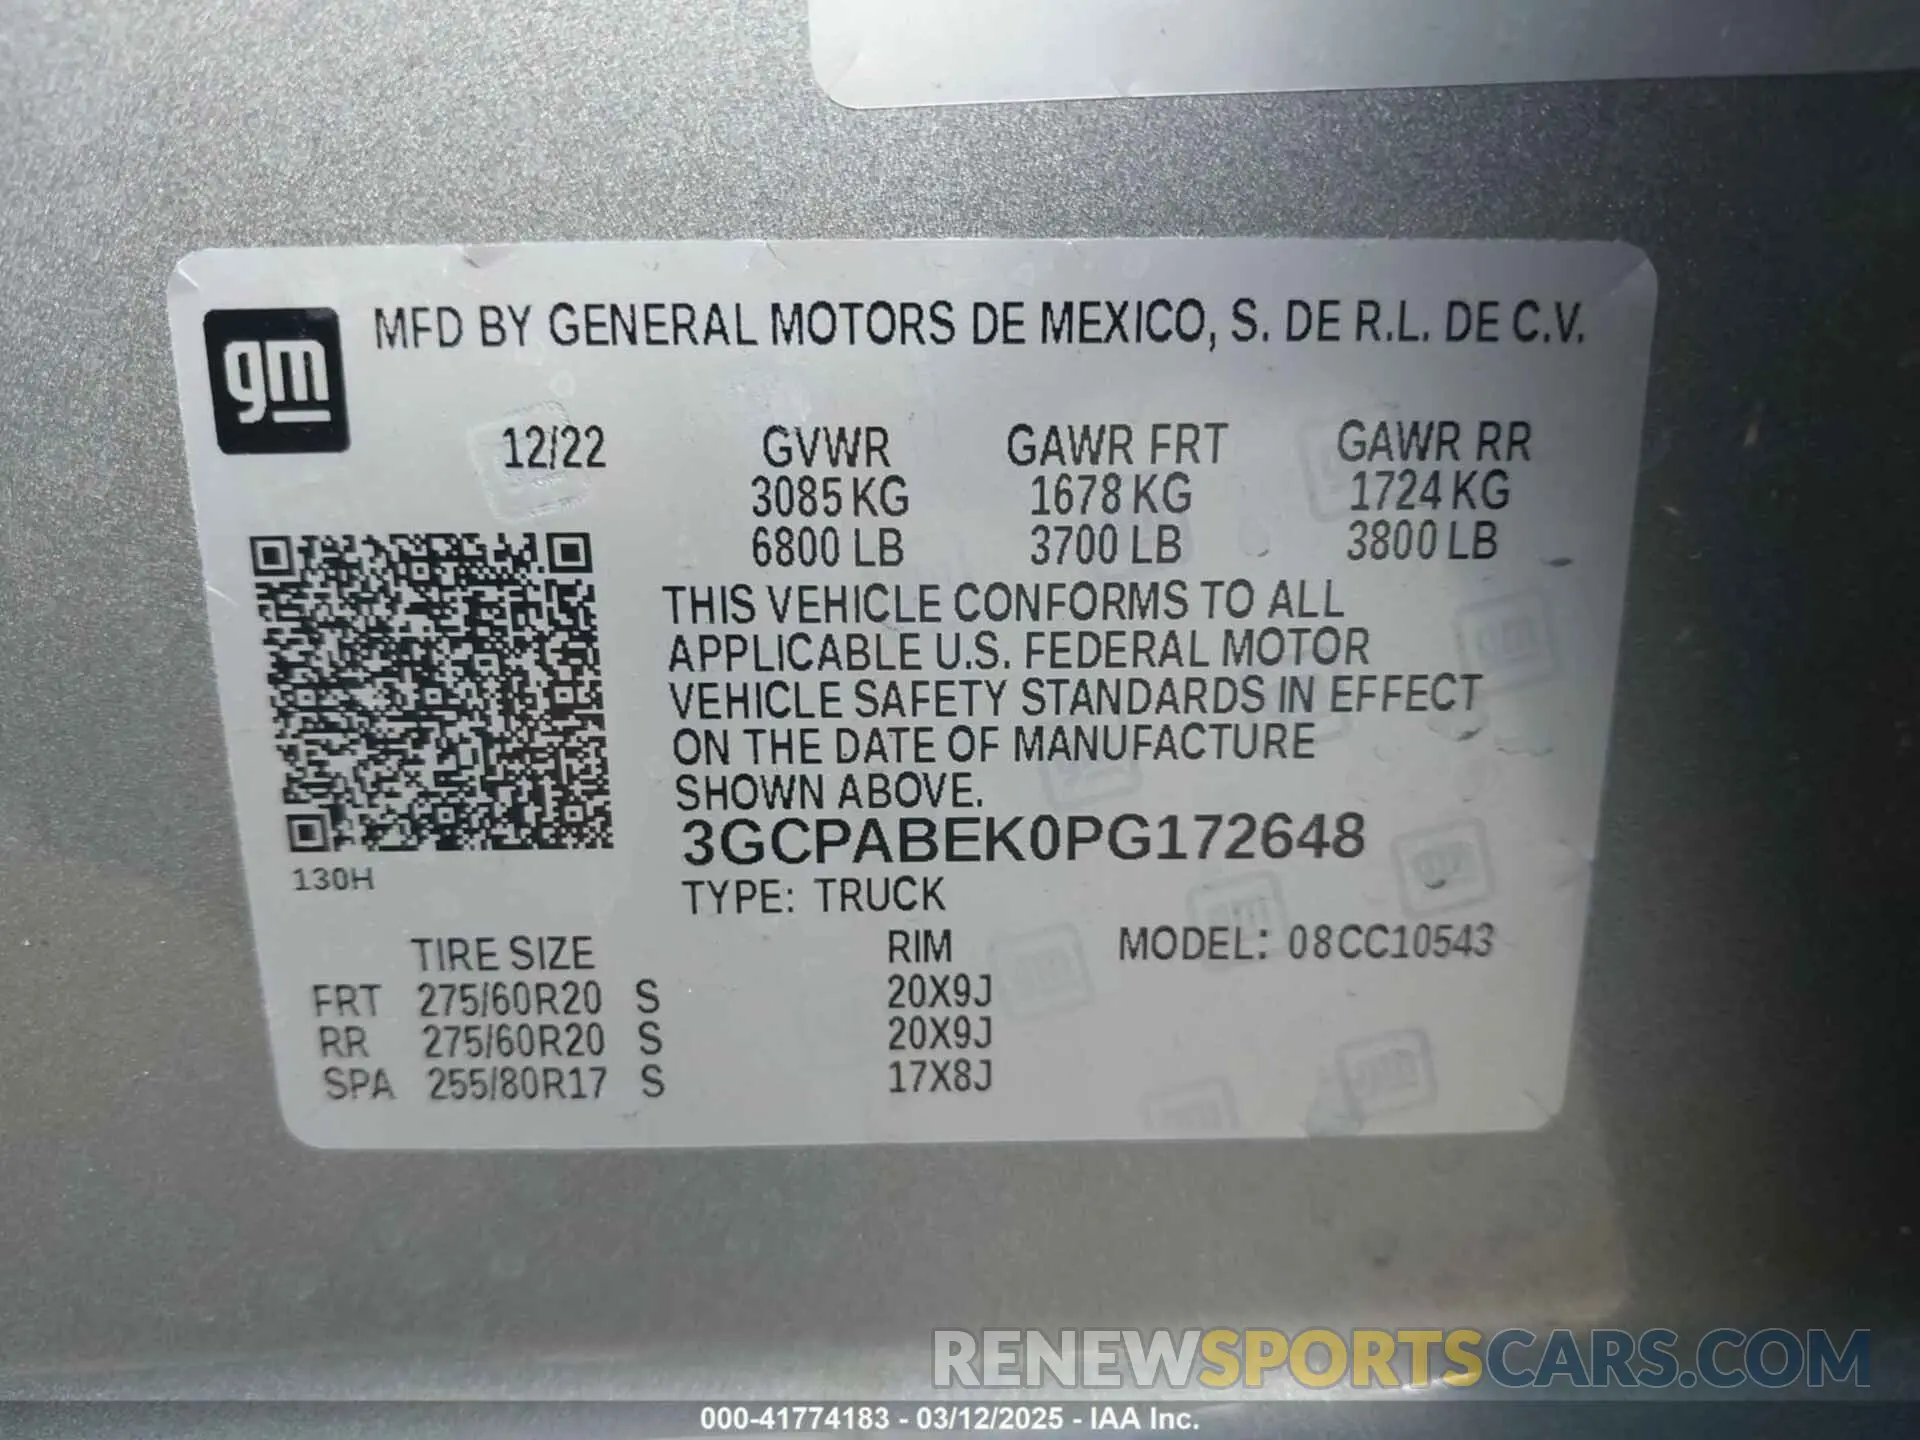 gm
MFD BY GENERAL MOTORS DE MEXICO, S. DE R.L. DE C.V.
12/22 GVWR GAWR FRT GAWR RR
3085 KG 1678 KG 1724 KG
6800 LB 3700 LB 3800 LB
THIS VEHICLE CONFORMS TO ALL
APPLICABLE U.S. FEDERAL MOTOR
VEHICLE SAFETY STANDARDS IN EFFECT
ON THE DATE OF MANUFACTURE
SHOWN ABOVE.
3GCPABEK0PG172648
130H
TYPE: TRUCK
TIRE SIZE RIM MODEL: 08CC10543
FRT 275/60R20 S 20X9J
RR 275/60R20 S 20X9J
SPA 255/80R17 S 17X8J
RENEWSPORTSCARS.COM
000-41774183 - 03/12/2025 - IAA Inc.